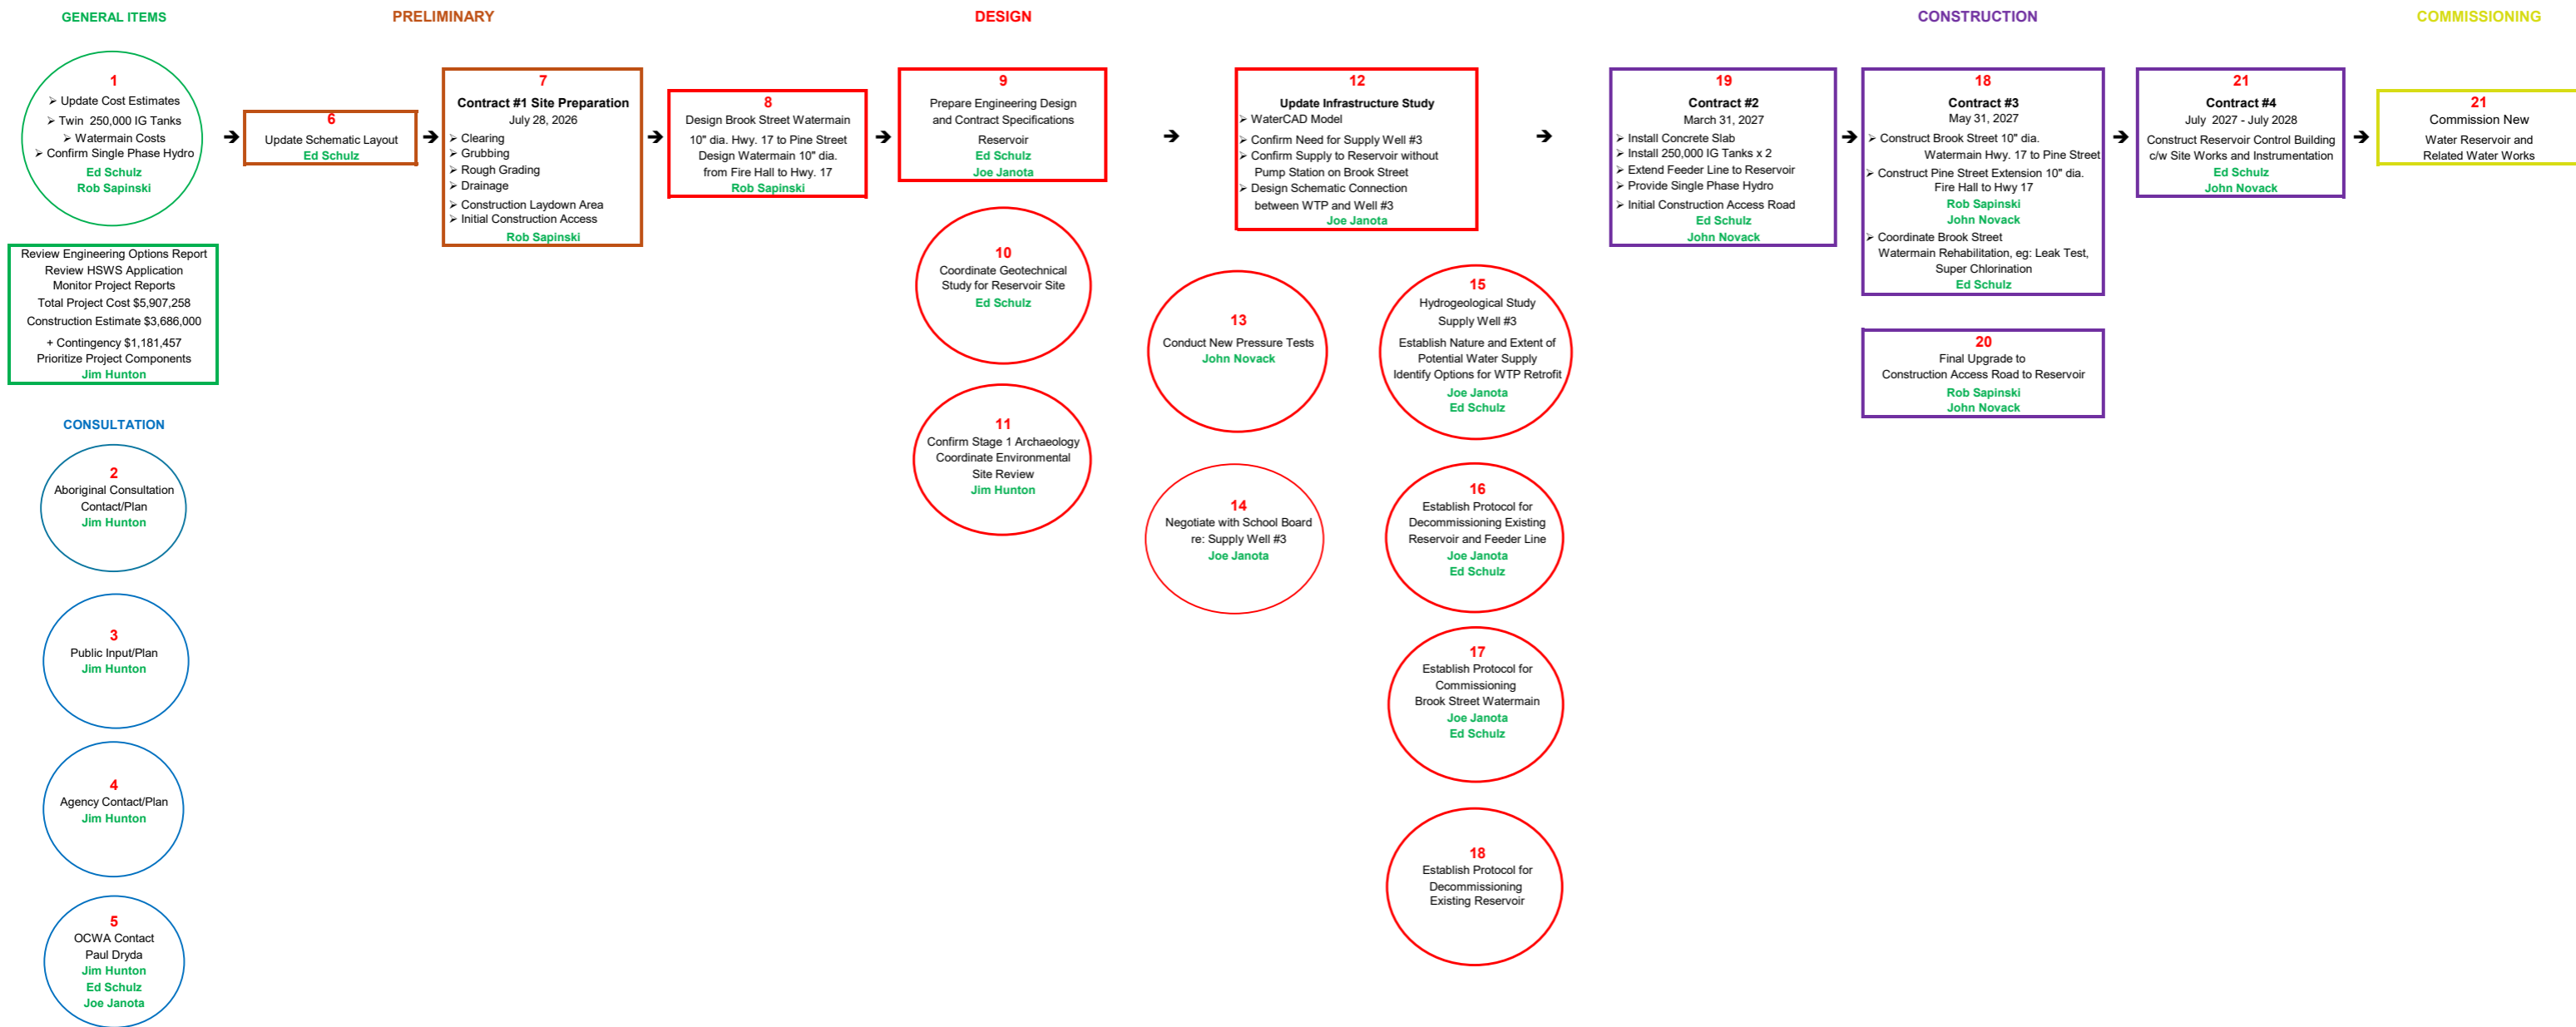 GENERAL ITEMS
PRELIMINARY
DESIGN
CONSTRUCTION
COMMISSIONING
1
➢ Update Cost Estimates
➢ Twin 250,000 IG Tanks
➢ Watermain Costs
➢ Confirm Single Phase Hydro
Ed Schulz
Rob Sapinski
Review Engineering Options Report
Review HSWS Application
Monitor Project Reports
Total Project Cost $5,907,258
Construction Estimate $3,686,000
+ Contingency $1,181,457
Prioritize Project Components
Jim Hunton
CONSULTATION
2
Aboriginal Consultation
Contact/Plan
Jim Hunton
3
Public Input/Plan
Jim Hunton
4
Agency Contact/Plan
Jim Hunton
5
OCWA Contact
Paul Dryda
Jim Hunton
Ed Schulz
Joe Janota
6
Update Schematic Layout
Ed Schulz
7
Contract #1 Site Preparation
July 28, 2026
➢ Clearing
➢ Grubbing
➢ Rough Grading
➢ Drainage
➢ Construction Laydown Area
➢ Initial Construction Access
Rob Sapinski
8
Design Brook Street Watermain
10" dia. Hwy. 17 to Pine Street
Design Watermain 10" dia.
from Fire Hall to Hwy. 17
Rob Sapinski
9
Prepare Engineering Design
and Contract Specifications
Reservoir
Ed Schulz
Joe Janota
10
Coordinate Geotechnical
Study for Reservoir Site
Ed Schulz
11
Confirm Stage 1 Archaeology
Coordinate Environmental
Site Review
Jim Hunton
12
Update Infrastructure Study
➢ WaterCAD Model
➢ Confirm Need for Supply Well #3
➢ Confirm Supply to Reservoir without
Pump Station on Brook Street
➢ Design Schematic Connection
between WTP and Well #3
Joe Janota
13
Conduct New Pressure Tests
John Novack
14
Negotiate with School Board
re: Supply Well #3
Joe Janota
15
Hydrogeological Study
Supply Well #3
Establish Nature and Extent of
Potential Water Supply
Identify Options for WTP Retrofit
Joe Janota
Ed Schulz
16
Establish Protocol for
Decommissioning Existing
Reservoir and Feeder Line
Joe Janota
Ed Schulz
17
Establish Protocol for
Commissioning
Brook Street Watermain
Joe Janota
Ed Schulz
18
Establish Protocol for
Decommissioning
Existing Reservoir
19
Contract #2
March 31, 2027
➢ Install Concrete Slab
➢ Install 250,000 IG Tanks x 2
➢ Extend Feeder Line to Reservoir
➢ Provide Single Phase Hydro
➢ Initial Construction Access Road
Ed Schulz
John Novack
18
Contract #3
May 31, 2027
➢ Construct Brook Street 10" dia.
Watermain Hwy. 17 to Pine Street
➢ Construct Pine Street Extension 10" dia.
Fire Hall to Hwy 17
Rob Sapinski
John Novack
➢ Coordinate Brook Street
Watermain Rehabilitation, eg: Leak Test,
Super Chlorination
Ed Schulz
20
Final Upgrade to
Construction Access Road to Reservoir
Rob Sapinski
John Novack
21
Contract #4
July 2027 - July 2028
Construct Reservoir Control Building
c/w Site Works and Instrumentation
Ed Schulz
John Novack
21
Commission New
Water Reservoir and
Related Water Works